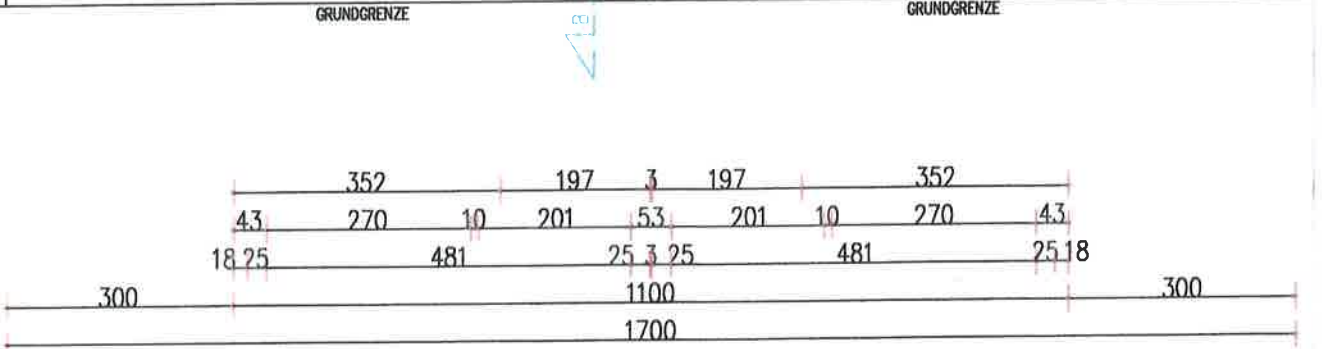 GRUNDGRENZE GRUNDGRENZE
352 197 3 197 352
43 270 10 201 53 201 10 270 43
18 25 481 25 3 25 481 25 18
300 1100 300
1700